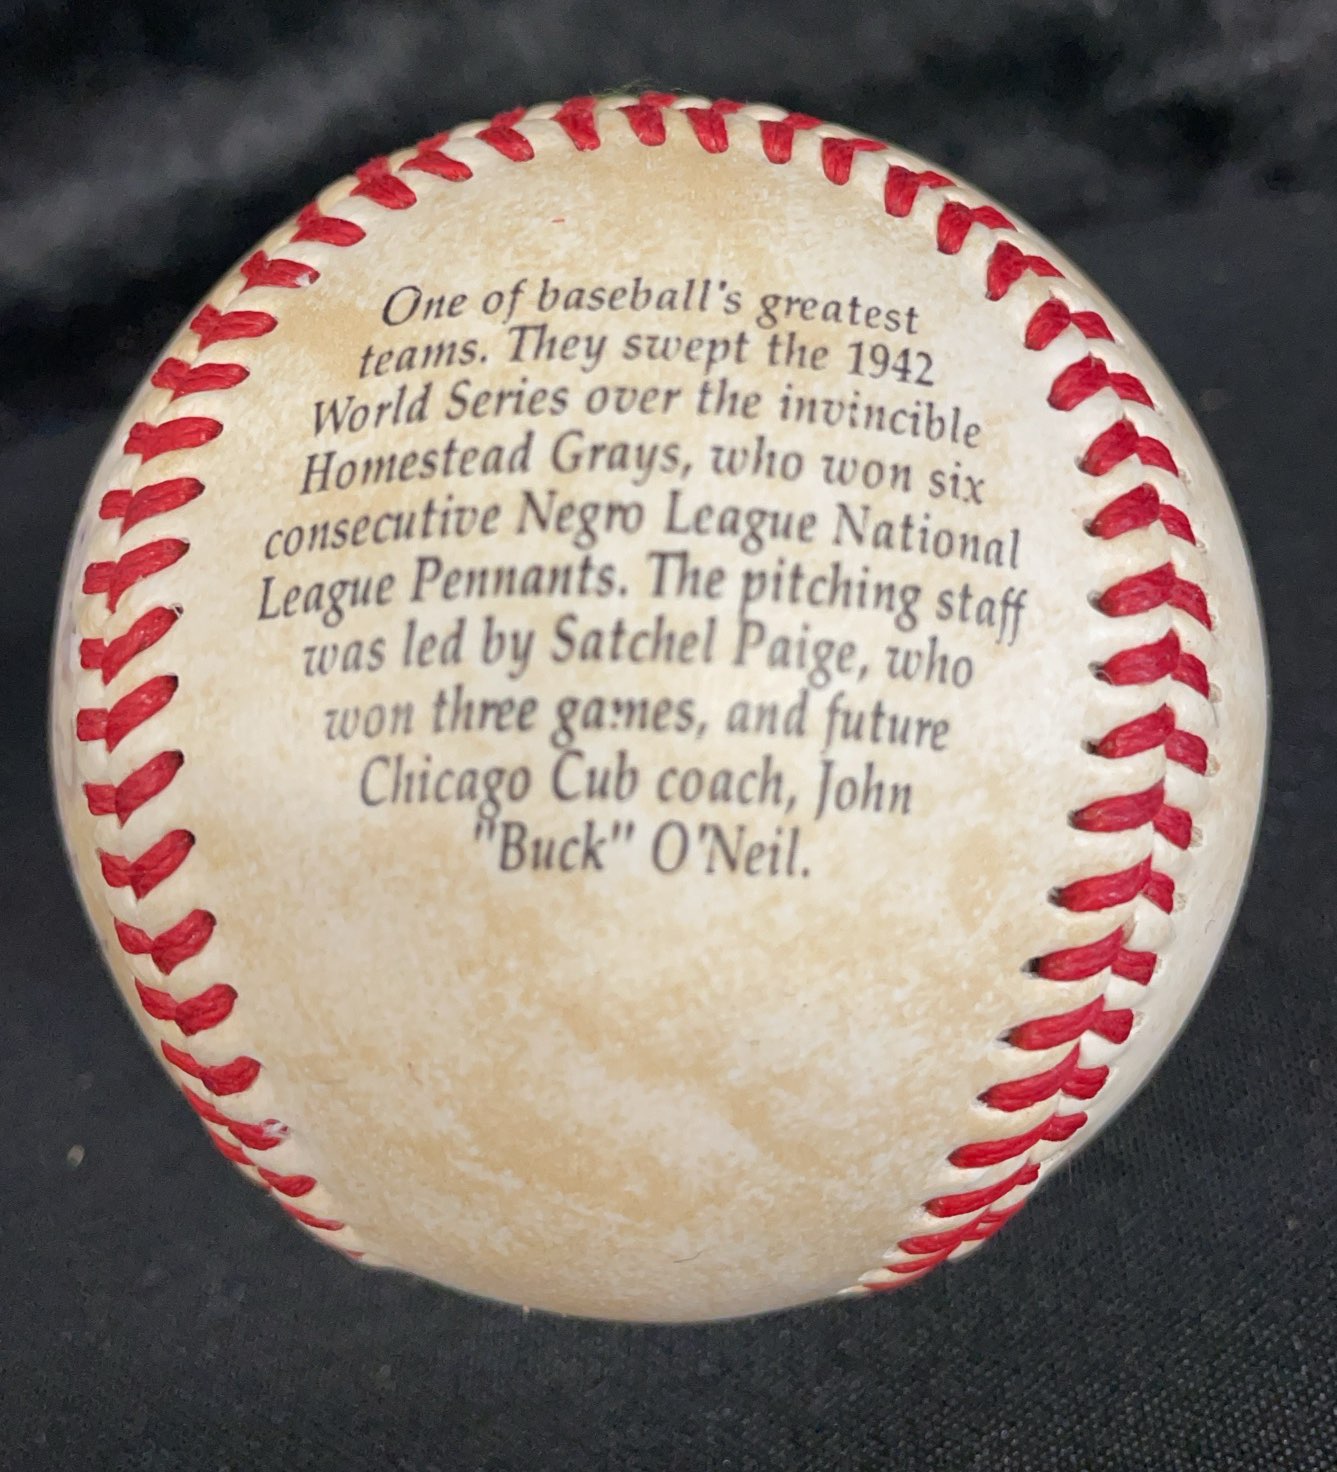 One of baseball's greatest
teams. They swept the 1942
World Series over the invincible
Homestead Grays, who won six
consecutive Negro League National
League Pennants. The pitching staff
was led by Satchel Paige, who
won three games, and future
Chicago Cub coach, John
"Buck" O'Neil.